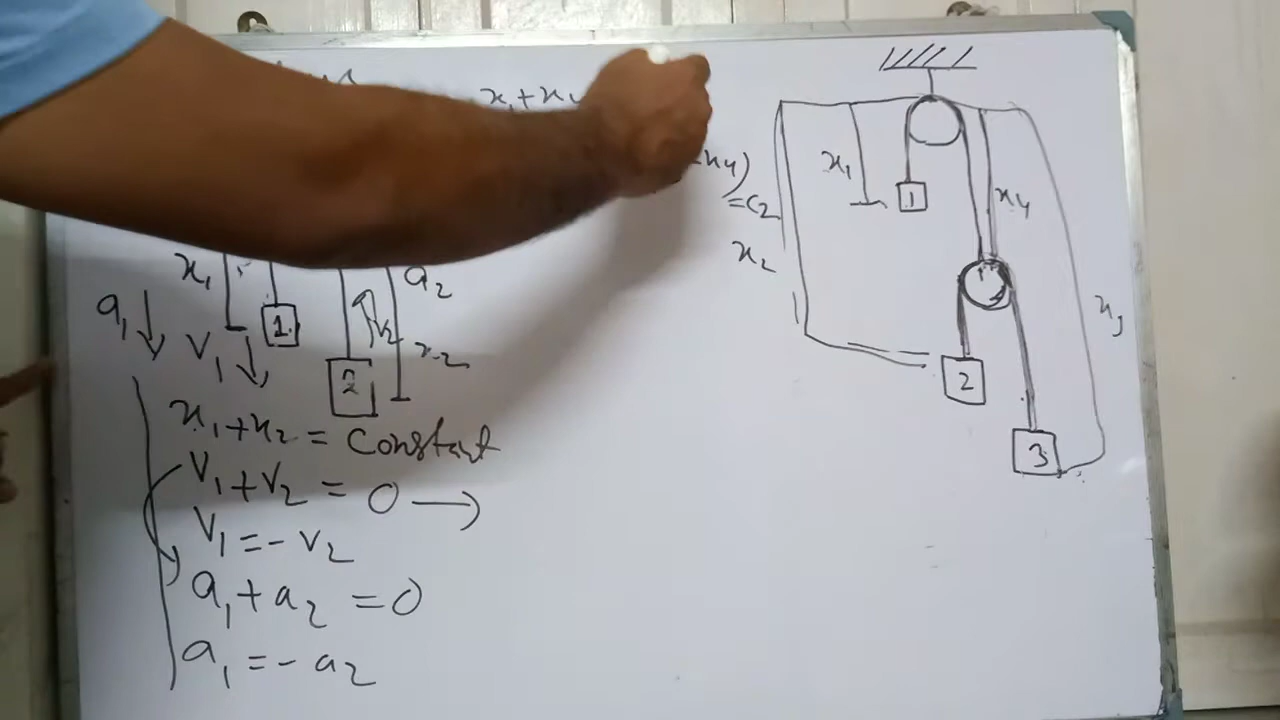 x₁+x₄
x₄)
=c₂
x₁
1
x₄
x₂
x₃
2
3
x₁
a₁
V₁
1
V₂
a₂
x₂
2
x₁+x₂ = Constant
V₁+V₂ = 0 →
V₁ = - V₂
a₁+a₂ = 0
a₁ = - a₂